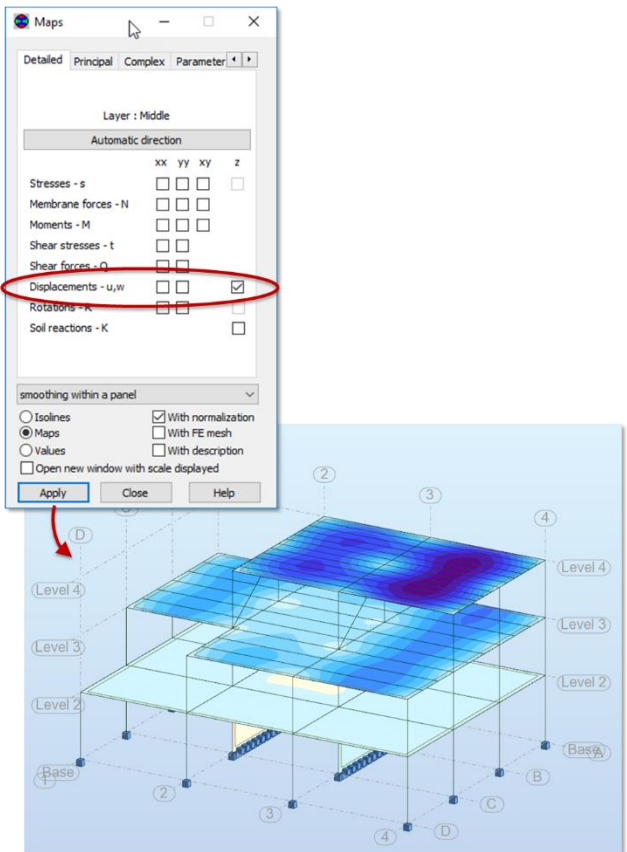 Maps
Detailed Principal Complex Parameter
Layer : Middle
Automatic direction
xx yy xy z
Stresses - s
Membrane forces - N
Moments - M
Shear stresses - t
Shear forces - Q
Displacements - u,w
Rotations - R
Soil reactions - K
smoothing within a panel
Isolines
With normalization
Maps
With FE mesh
Values
With description
Open new window with scale displayed
Apply Close Help
2
3
4
D
Level 4
Level 4
Level 3
Level 3
Level 2
Level 2
Base
A
Base
1
B
2
C
3
D
4